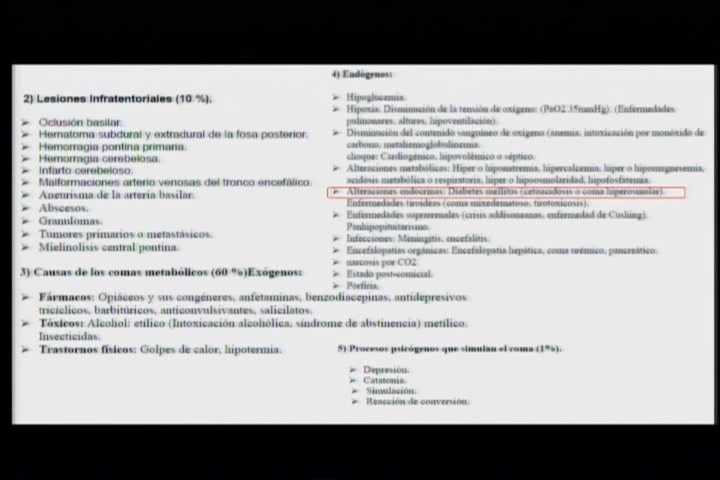 2) Lesiones Infratentoriales (10 %).
➢ Oclusión basilar.
➢ Hematoma subdural y extradural de la fosa posterior.
➢ Hemorragia pontina primaria.
➢ Hemorragia cerebelosa.
➢ Infarto cerebeloso.
➢ Malformaciones arterio venosas del tronco encefálico.
➢ Aneurisma de la arteria basilar.
➢ Abscesos.
➢ Granulomas.
➢ Tumores primarios o metastásicos.
➢ Mielinolisis central pontina.
3) Causas de los comas metabólicos (60 %)Exógenos:
➢ Fármacos: Opiáceos y sus congéneres, anfetaminas, benzodiacepinas, antidepresivos
tricíclicos, barbitúricos, anticonvulsivantes, salicilatos.
➢ Tóxicos: Alcohol: etílico (Intoxicación alcohólica, síndrome de abstinencia) metílico.
Insecticidas.
➢ Trastornos físicos: Golpes de calor, hipotermia.
4) Endógenos:
➢ Hipoglucemia.
➢ Hipoxia. Disminución de la tensión de oxígeno: (PaO2 35mmHg). (Enfermedades
pulmonares, alturas, hipoventilación).
➢ Disminución del contenido sanguíneo de oxígeno (anemia, intoxicación por monóxido de
carbono, metahemoglobinemia.
choque: Cardiogénico, hipovolémico o séptico.
➢ Alteraciones metabólicas: Hiper o hiponatremia, hipercalcemia, hiper o hipomagnesemia,
acidosis metabólica o respiratoria, hiper o hipoosmolaridad, hipofosfatemia.
➢ Alteraciones endocrinas: Diabetes mellitus (cetoacidosis o coma hiperosmolar).
Enfermedades tiroideas (coma mixedematoso, tirotoxicosis).
➢ Enfermedades suprarrenales (crisis addisoneanas, enfermedad de Cushing).
Panhipopituitarismo.
➢ Infecciones: Meningitis, encefalitis.
➢ Encefalopatías orgánicas: Encefalopatía hepática, coma urémico, pancreático.
➢ narcosis por CO2
➢ Estado post-comicial.
➢ Porfiria.
5) Procesos psicógenos que simulan el coma (1%).
➢ Depresión.
➢ Catatonia.
➢ Simulación.
➢ Reacción de conversión.